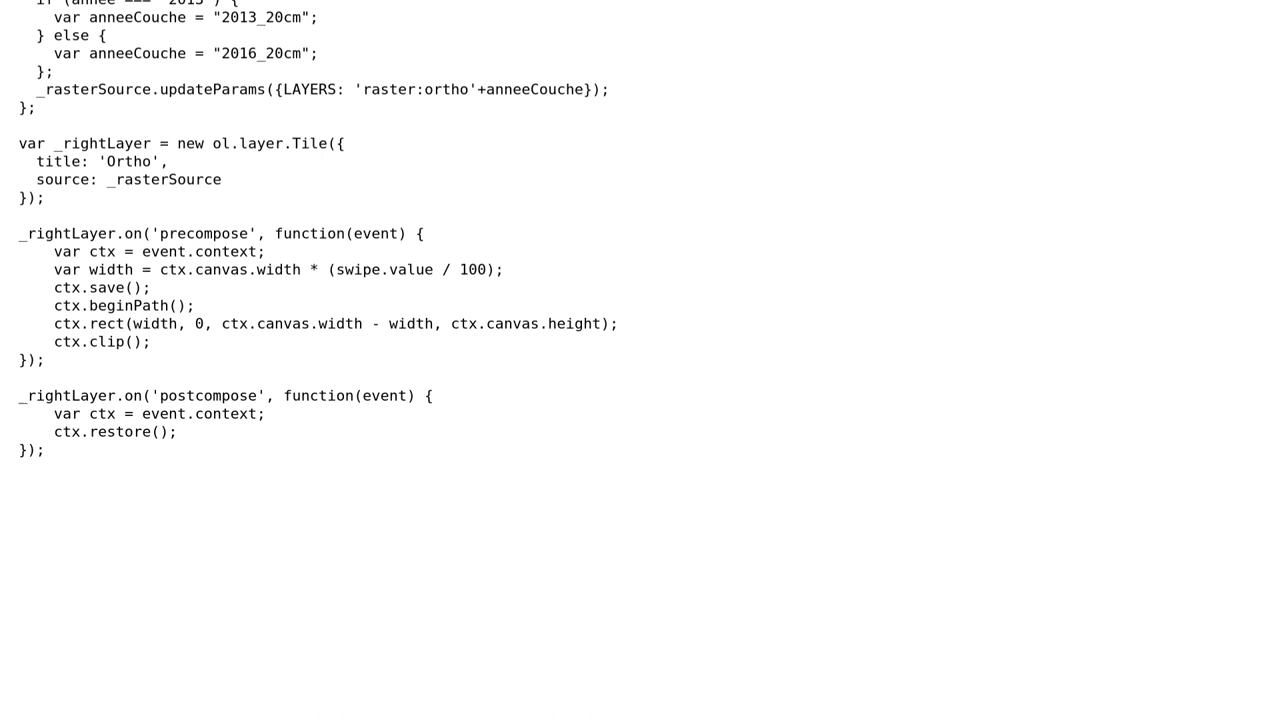 if (annee === "2013") {
    var anneeCouche = "2013_20cm";
  } else {
    var anneeCouche = "2016_20cm";
  };
  _rasterSource.updateParams({LAYERS: 'raster:ortho'+anneeCouche});
};

var _rightLayer = new ol.layer.Tile({
  title: 'Ortho',
  source: _rasterSource
});

_rightLayer.on('precompose', function(event) {
    var ctx = event.context;
    var width = ctx.canvas.width * (swipe.value / 100);
    ctx.save();
    ctx.beginPath();
    ctx.rect(width, 0, ctx.canvas.width - width, ctx.canvas.height);
    ctx.clip();
});

_rightLayer.on('postcompose', function(event) {
    var ctx = event.context;
    ctx.restore();
});